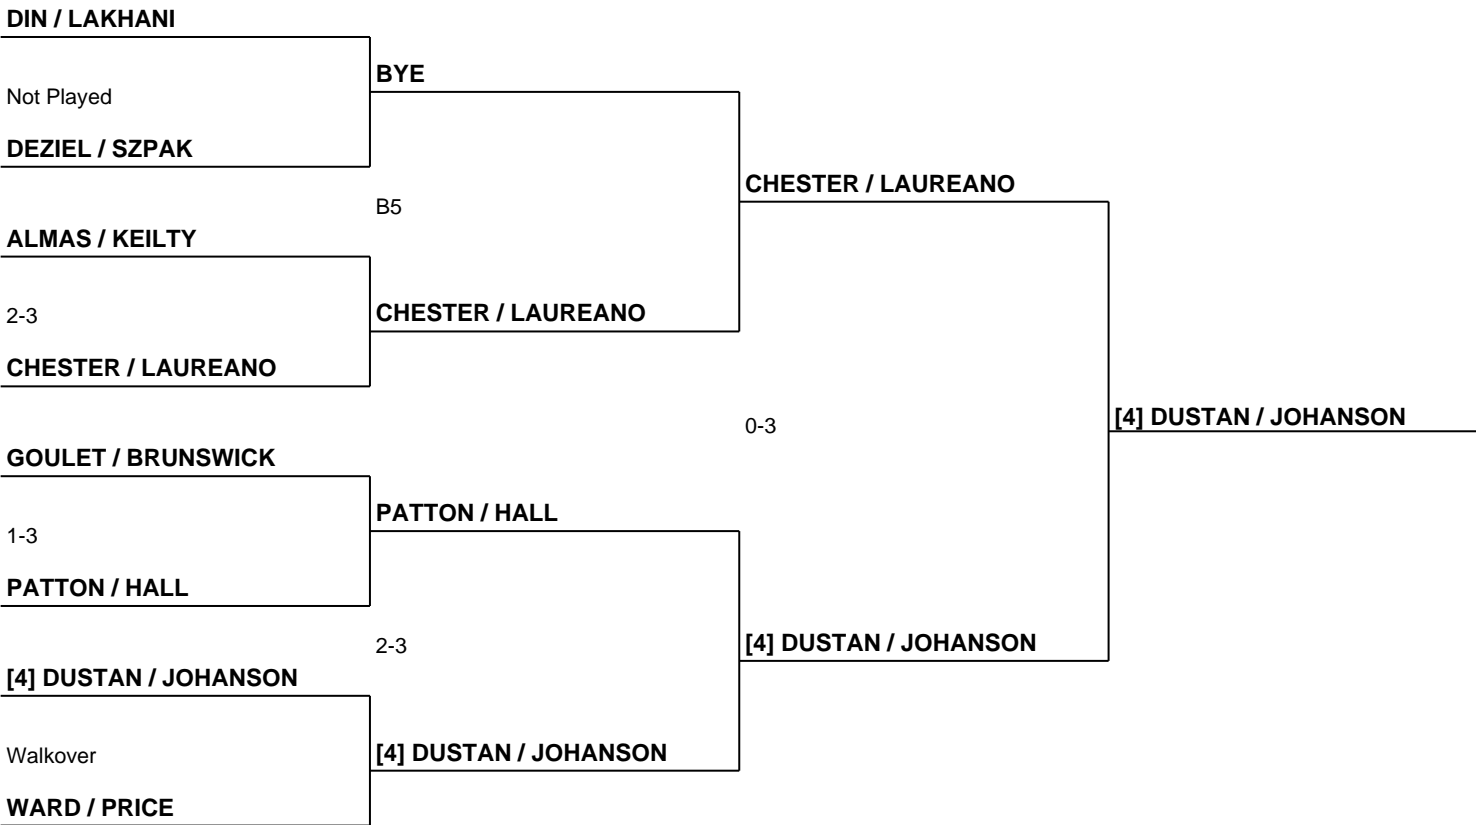 DIN / LAKHANI
Not Played
DEZIEL / SZPAK
ALMAS / KEILTY
2-3
CHESTER / LAUREANO
GOULET / BRUNSWICK
1-3
PATTON / HALL
[4] DUSTAN / JOHANSON
Walkover
WARD / PRICE
BYE
B5
CHESTER / LAUREANO
PATTON / HALL
2-3
[4] DUSTAN / JOHANSON
CHESTER / LAUREANO
0-3
[4] DUSTAN / JOHANSON
[4] DUSTAN / JOHANSON